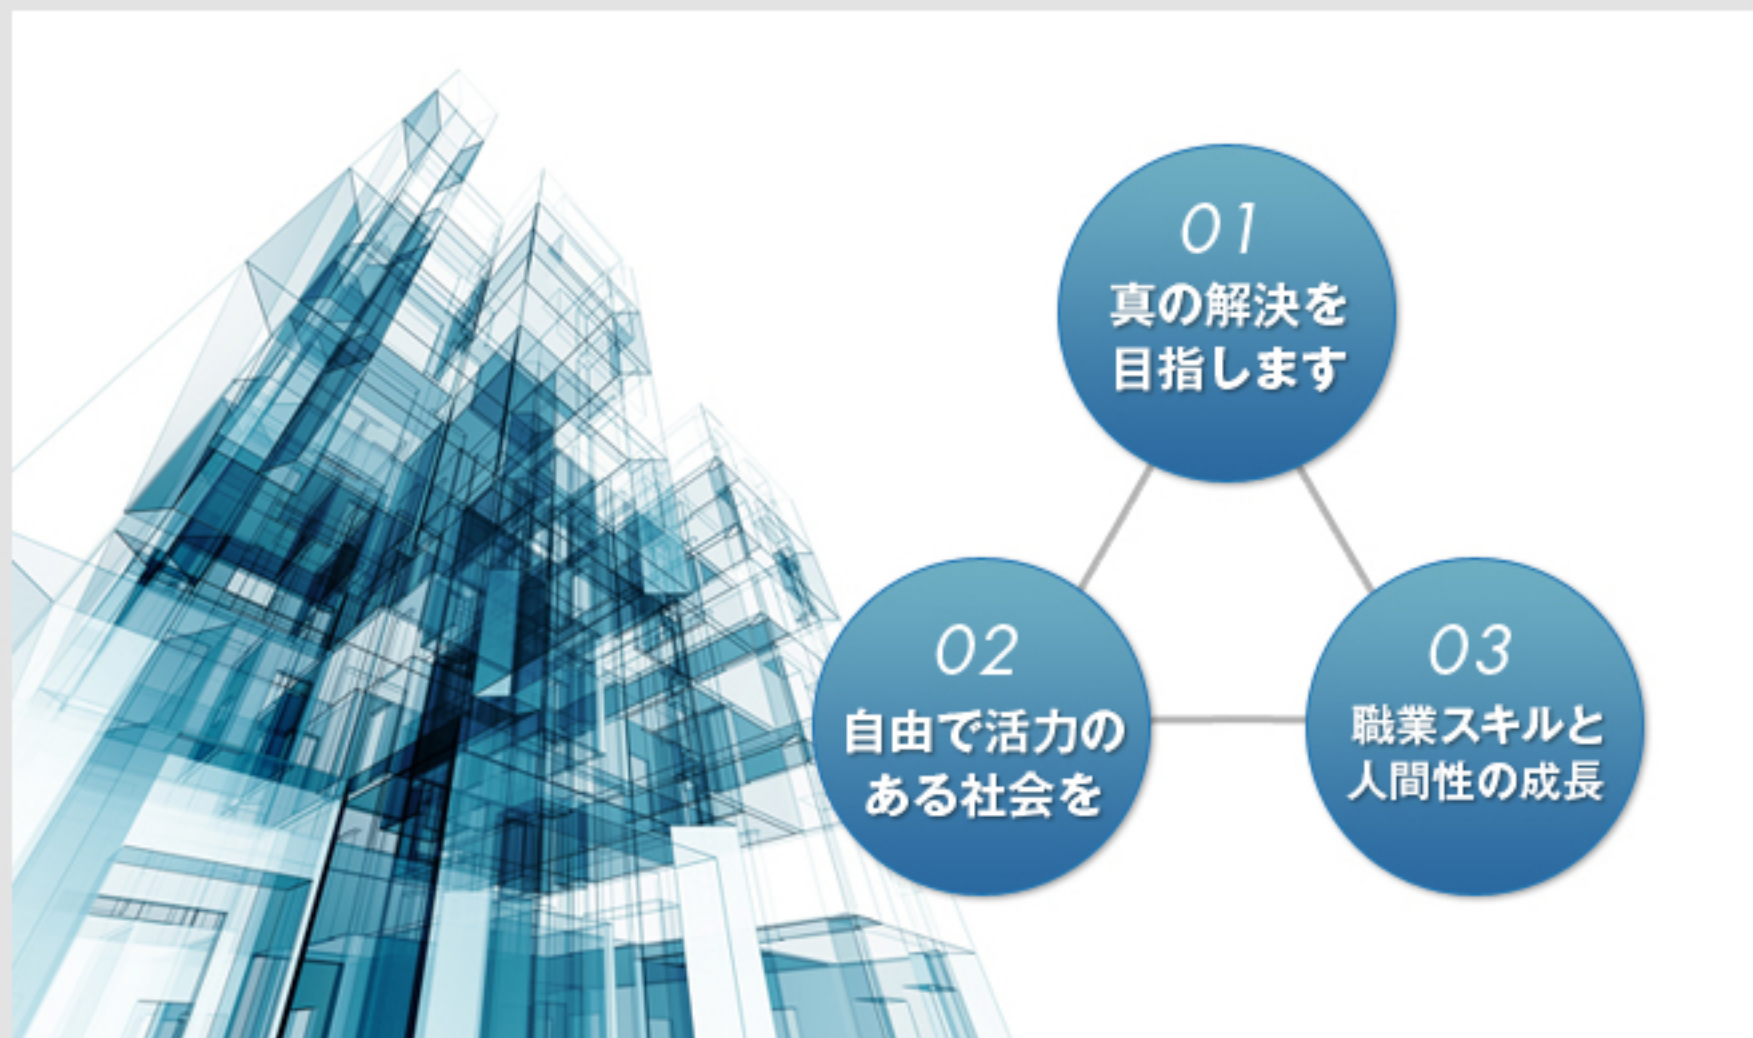 01
真の解決を
目指します
02
自由で活力の
ある社会を
03
職業スキルと
人間性の成長